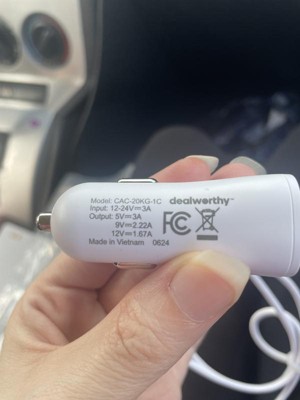 Model: CAC-20KG-1C dealworthy™
Input: 12-24V⎓3A
Output: 5V⎓3A
9V⎓2.22A
12V⎓1.67A
FC
Made in Vietnam 0624